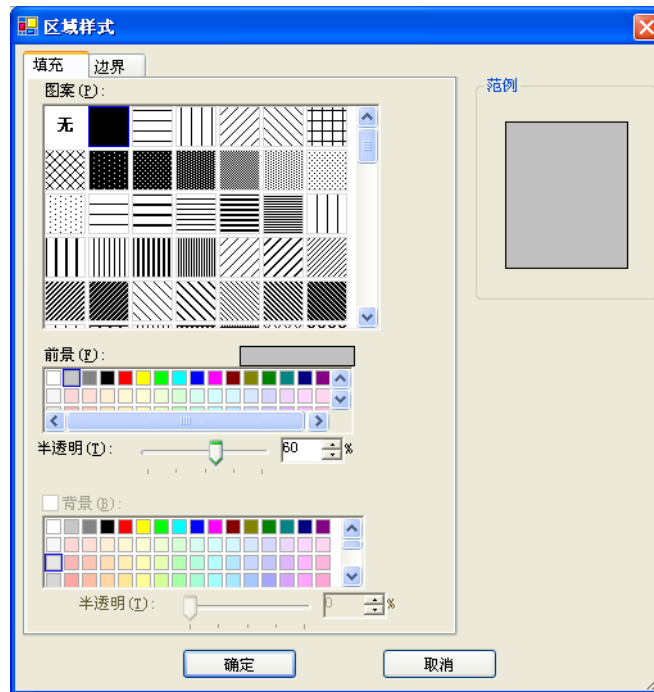 区域样式
填充 边界
图案(P):
范例
无
前景(F):
半透明(T): 60 %
背景(B):
半透明(T): 0 %
确定 取消